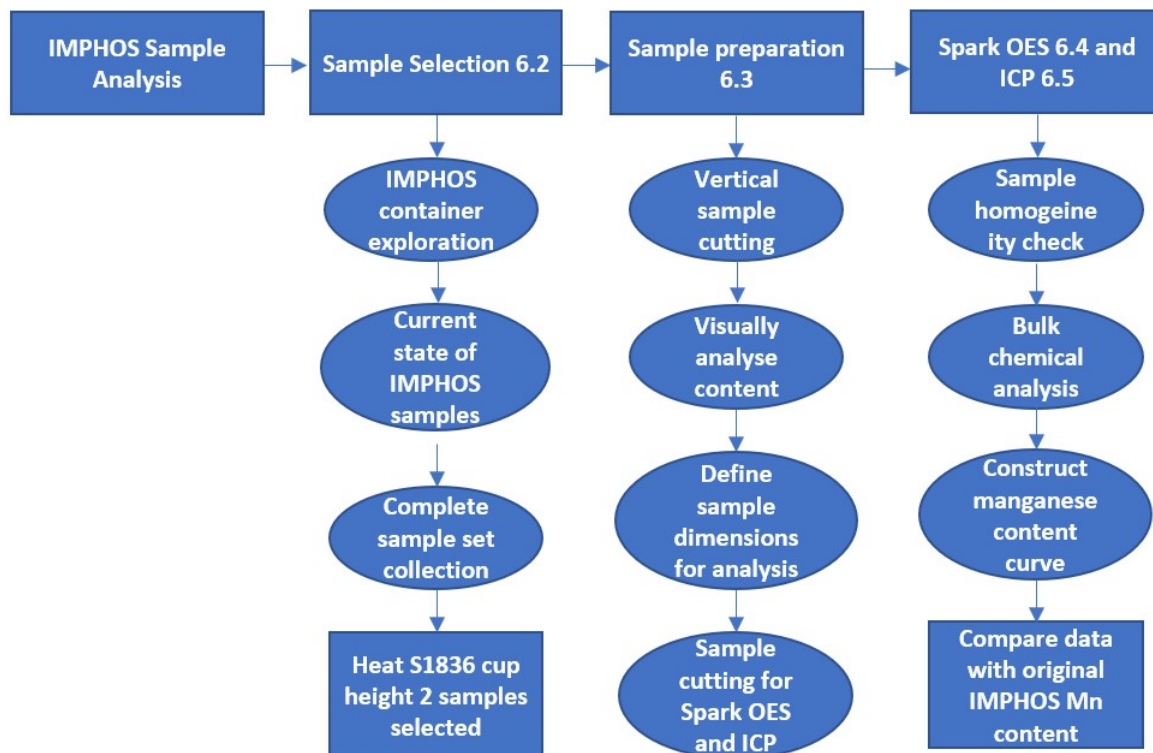 IMPHOS Sample
Analysis
Sample Selection 6.2
Sample preparation
6.3
Spark OES 6.4 and
ICP 6.5
IMPHOS
container
exploration
Current
state of
IMPHOS
samples
Complete
sample set
collection
Heat S1836 cup
height 2 samples
selected
Vertical
sample
cutting
Visually
analyse
content
Define
sample
dimensions
for analysis
Sample
cutting for
Spark OES
and ICP
Sample
homogeine
ity check
Bulk
chemical
analysis
Construct
manganese
content
curve
Compare data
with original
IMPHOS Mn
content